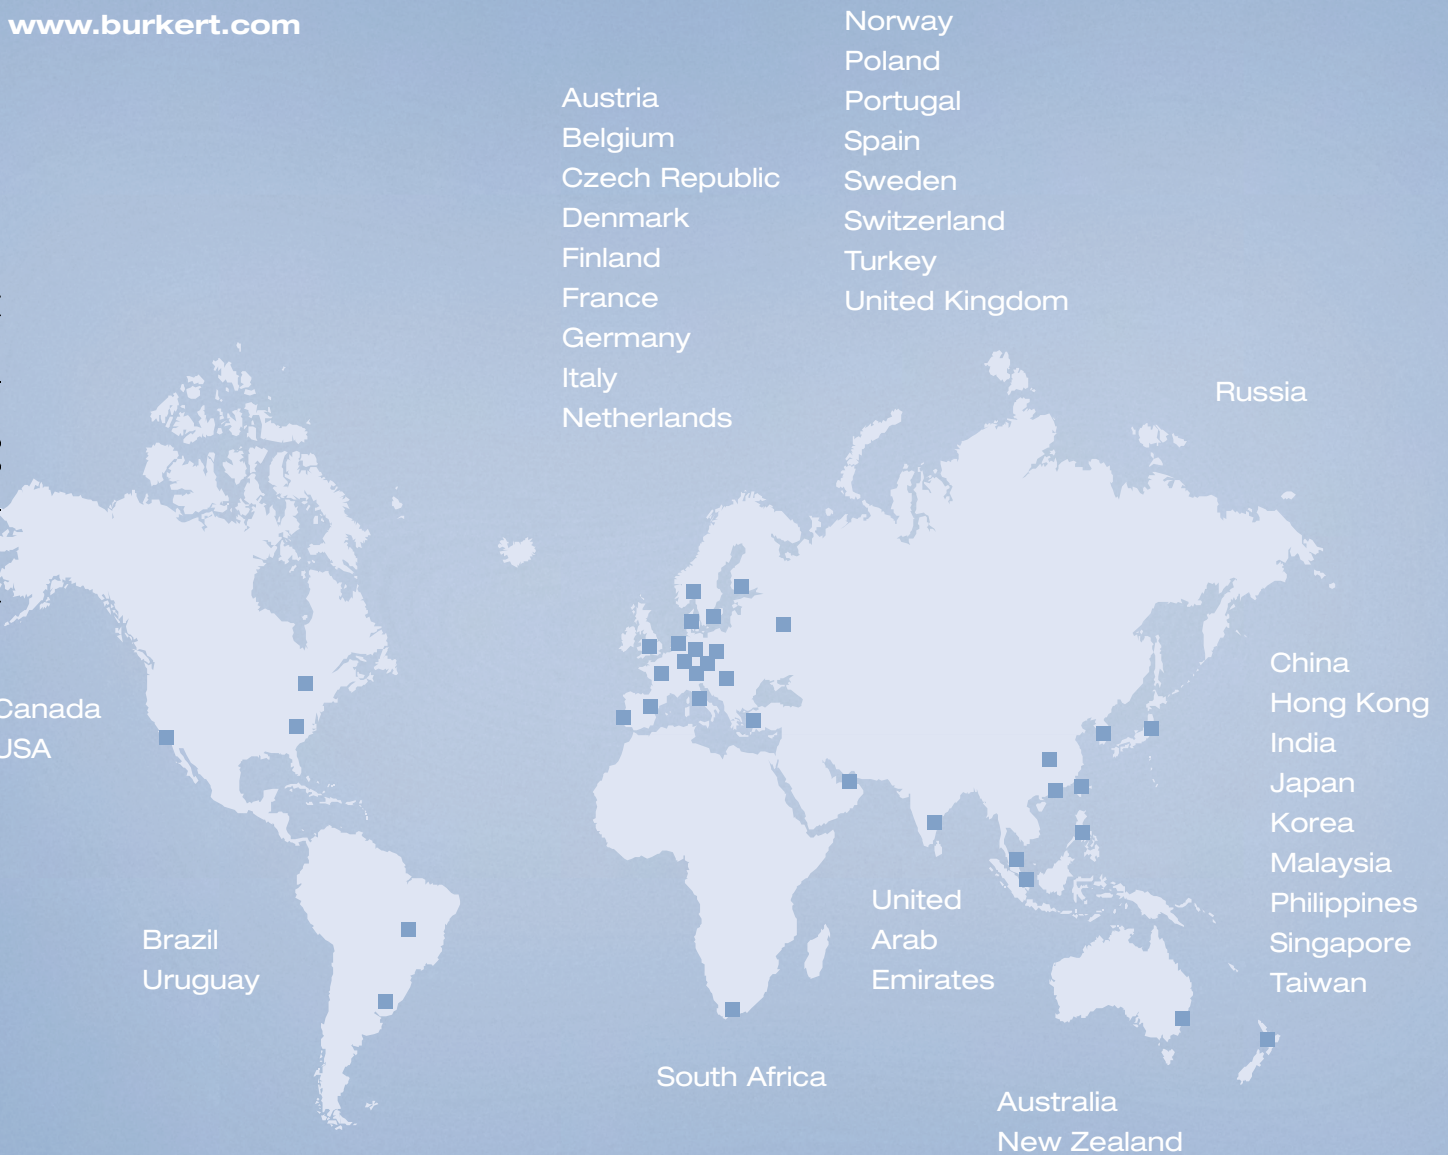 www.burkert.com
Austria
Belgium
Czech Republic
Denmark
Finland
France
Germany
Italy
Netherlands
Norway
Poland
Portugal
Spain
Sweden
Switzerland
Turkey
United Kingdom
Russia
Canada
USA
China
Hong Kong
India
Japan
Korea
Malaysia
Philippines
Singapore
Taiwan
Brazil
Uruguay
United
Arab
Emirates
South Africa
Australia
New Zealand